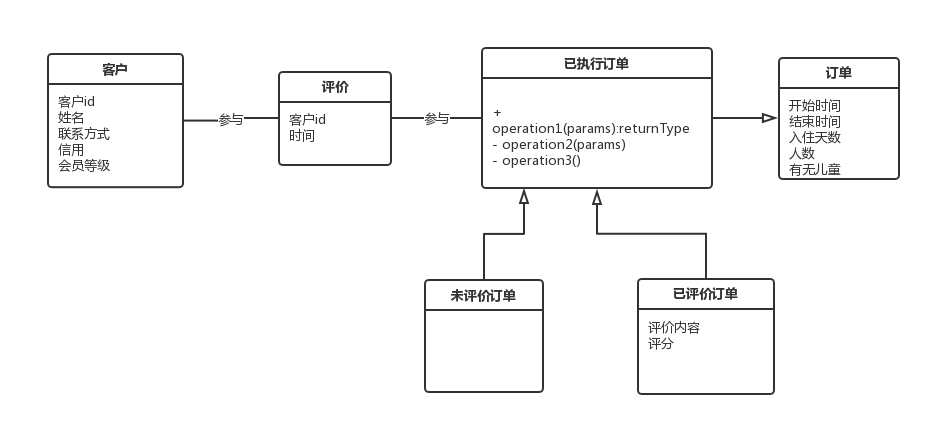 客户
客户id
姓名
联系方式
信用
会员等级
参与
评价
客户id
时间
参与
已执行订单
+
operation1(params):returnType
- operation2(params)
- operation3()
订单
开始时间
结束时间
入住天数
人数
有无儿童
未评价订单
已评价订单
评价内容
评分